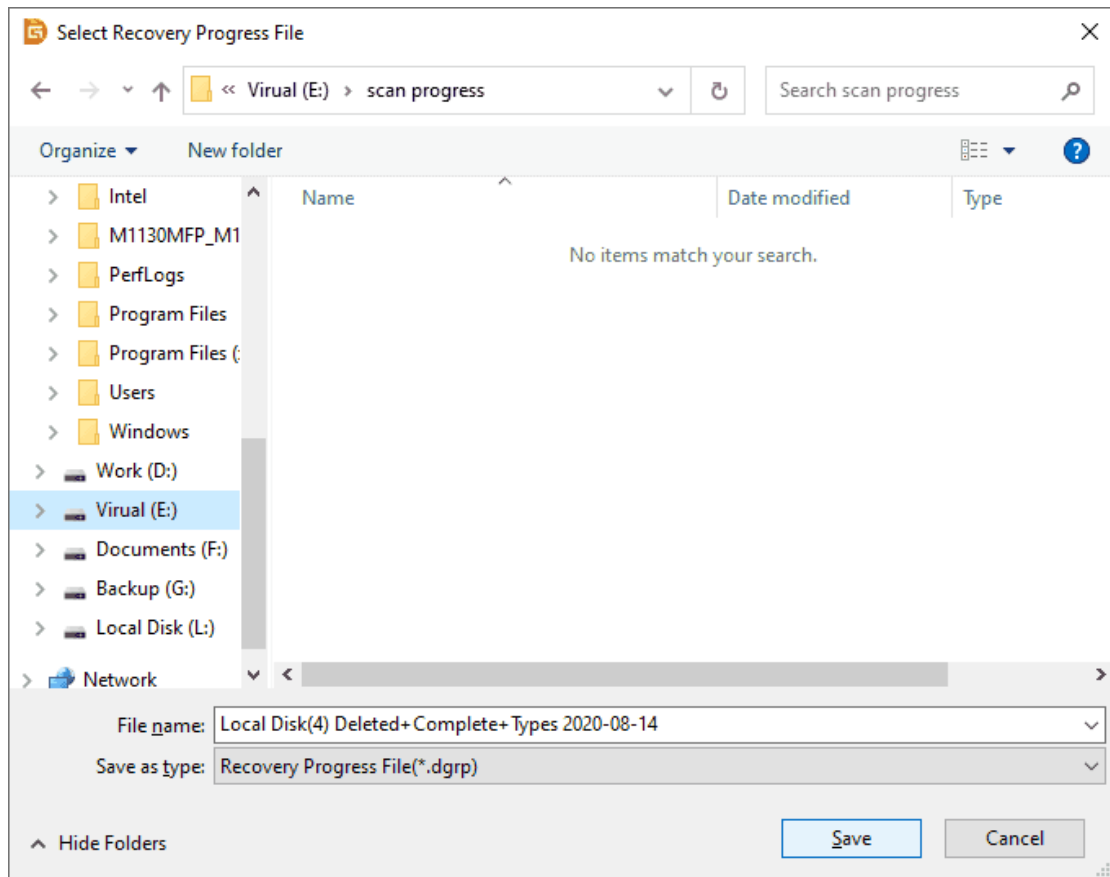 Select Recovery Progress File
« Virual (E:) › scan progress
Search scan progress
Organize
New folder
Intel
M1130MFP_M1
PerfLogs
Program Files
Program Files (
Users
Windows
Work (D:)
Virual (E:)
Documents (F:)
Backup (G:)
Local Disk (L:)
Network
Name
Date modified
Type
No items match your search.
File name: Local Disk(4) Deleted+Complete+Types 2020-08-14
Save as type: Recovery Progress File(*.dgrp)
Hide Folders
Save
Cancel